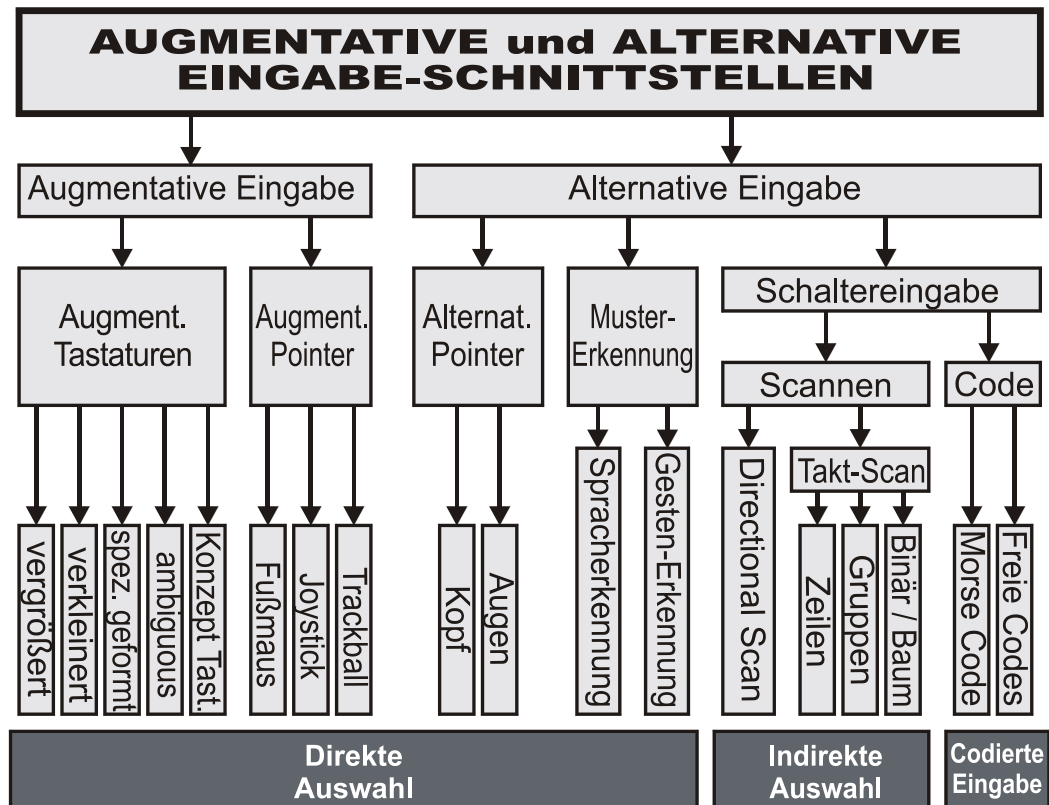 AUGMENTATIVE und ALTERNATIVE
EINGABE-SCHNITTSTELLEN
Augmentative Eingabe
Alternative Eingabe
Augment.
Tastaturen
Augment.
Pointer
Alternat.
Pointer
Muster-
Erkennung
Schaltereingabe
Scannen
Code
Takt-Scan
vergrößert
verkleinert
spez. geformt
ambiguous
Konzept Tast.
Fußmaus
Joystick
Trackball
Kopf
Augen
Spracherkennung
Gesten-Erkennung
Directional Scan
Zeilen
Gruppen
Binär / Baum
Morse Code
Freie Codes
Direkte
Auswahl
Indirekte
Auswahl
Codierte
Eingabe